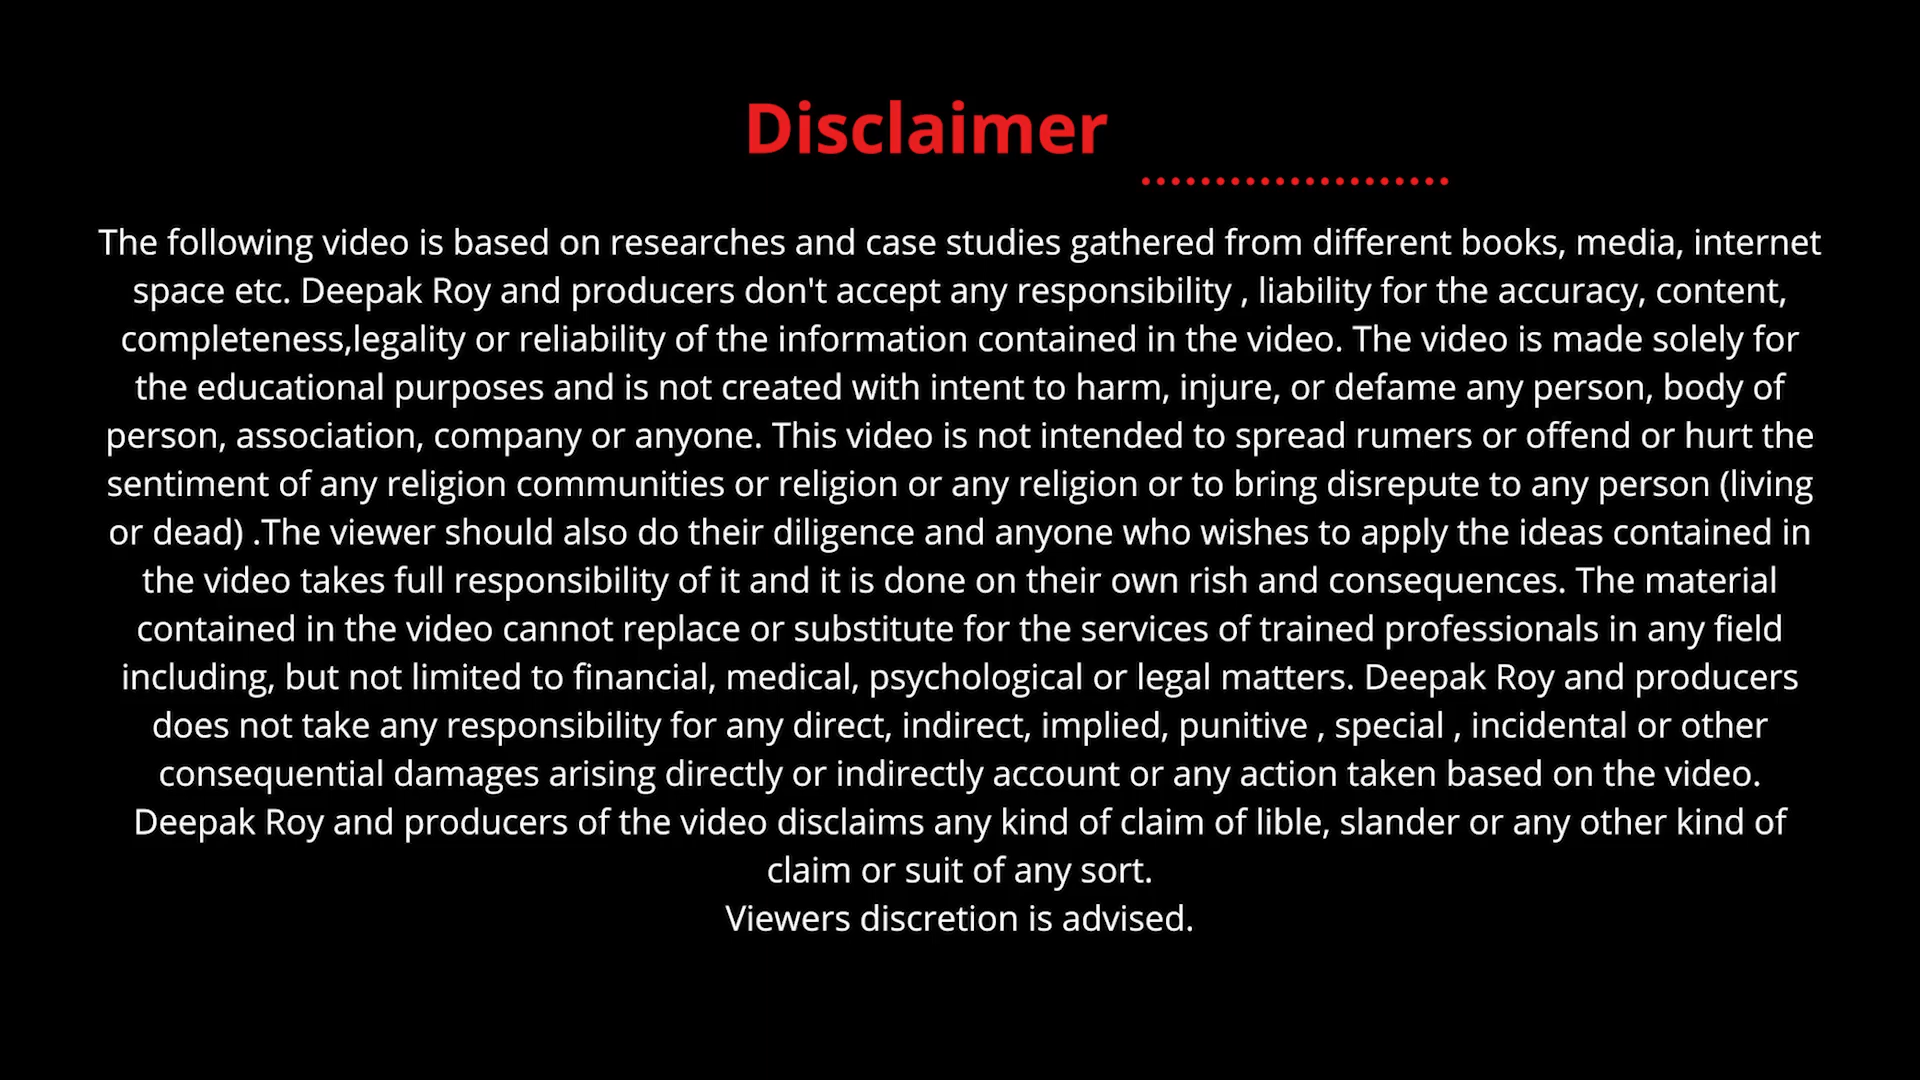 Disclaimer
The following video is based on researches and case studies gathered from different books, media, internet
space etc. Deepak Roy and producers don't accept any responsibility , liability for the accuracy, content,
completeness,legality or reliability of the information contained in the video. The video is made solely for
the educational purposes and is not created with intent to harm, injure, or defame any person, body of
person, association, company or anyone. This video is not intended to spread rumers or offend or hurt the
sentiment of any religion communities or religion or any religion or to bring disrepute to any person (living
or dead) .The viewer should also do their diligence and anyone who wishes to apply the ideas contained in
the video takes full responsibility of it and it is done on their own rish and consequences. The material
contained in the video cannot replace or substitute for the services of trained professionals in any field
including, but not limited to financial, medical, psychological or legal matters. Deepak Roy and producers
does not take any responsibility for any direct, indirect, implied, punitive , special , incidental or other
consequential damages arising directly or indirectly account or any action taken based on the video.
Deepak Roy and producers of the video disclaims any kind of claim of lible, slander or any other kind of
claim or suit of any sort.
Viewers discretion is advised.